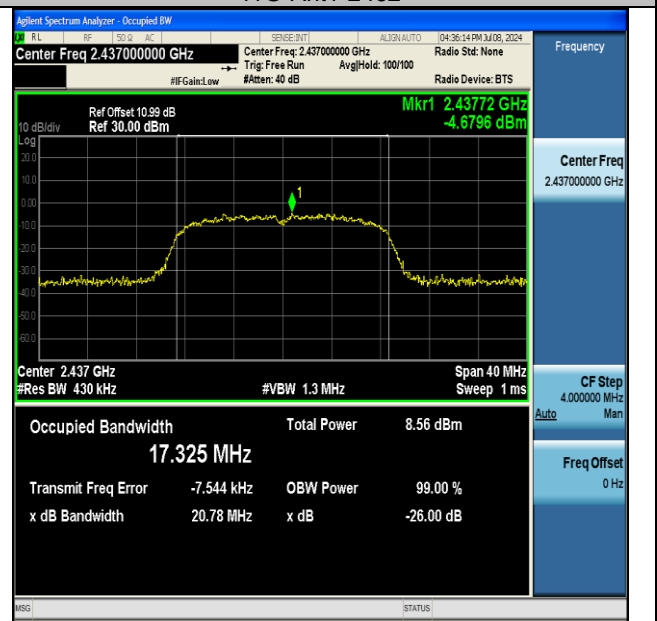 Agilent Spectrum Analyzer - Occupied BW
RL RF 50 Ω AC SENSE:INT ALIGN AUTO 04:36:14 PM Jul 08, 2024
Center Freq 2.437000000 GHz
Center Freq: 2.437000000 GHz Radio Std: None
Trig: Free Run Avg|Hold: 100/100
#IFGain:Low #Atten: 40 dB Radio Device: BTS
Frequency
Mkr1 2.43772 GHz
-4.6796 dBm
Ref Offset 10.99 dB
10 dB/div Ref 30.00 dBm
Log
20.0
10.0
0.00
-10.0
-20.0
-30.0
-40.0
-50.0
-60.0
1
Center 2.437 GHz Span 40 MHz
#Res BW 430 kHz #VBW 1.3 MHz Sweep 1 ms
Center Freq
2.437000000 GHz
CF Step
4.000000 MHz
Auto Man
Freq Offset
0 Hz
Occupied Bandwidth Total Power 8.56 dBm
17.325 MHz
Transmit Freq Error -7.544 kHz OBW Power 99.00 %
x dB Bandwidth 20.78 MHz x dB -26.00 dB
MSG STATUS